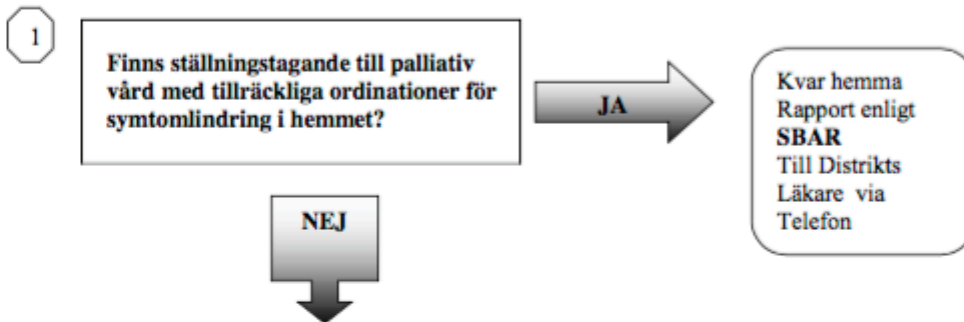 1
Finns ställningstagande till palliativ
vård med tillräckliga ordinationer för
symtomlindring i hemmet?
JA
Kvar hemma
Rapport enligt
SBAR
Till Distrikts
Läkare via
Telefon
NEJ